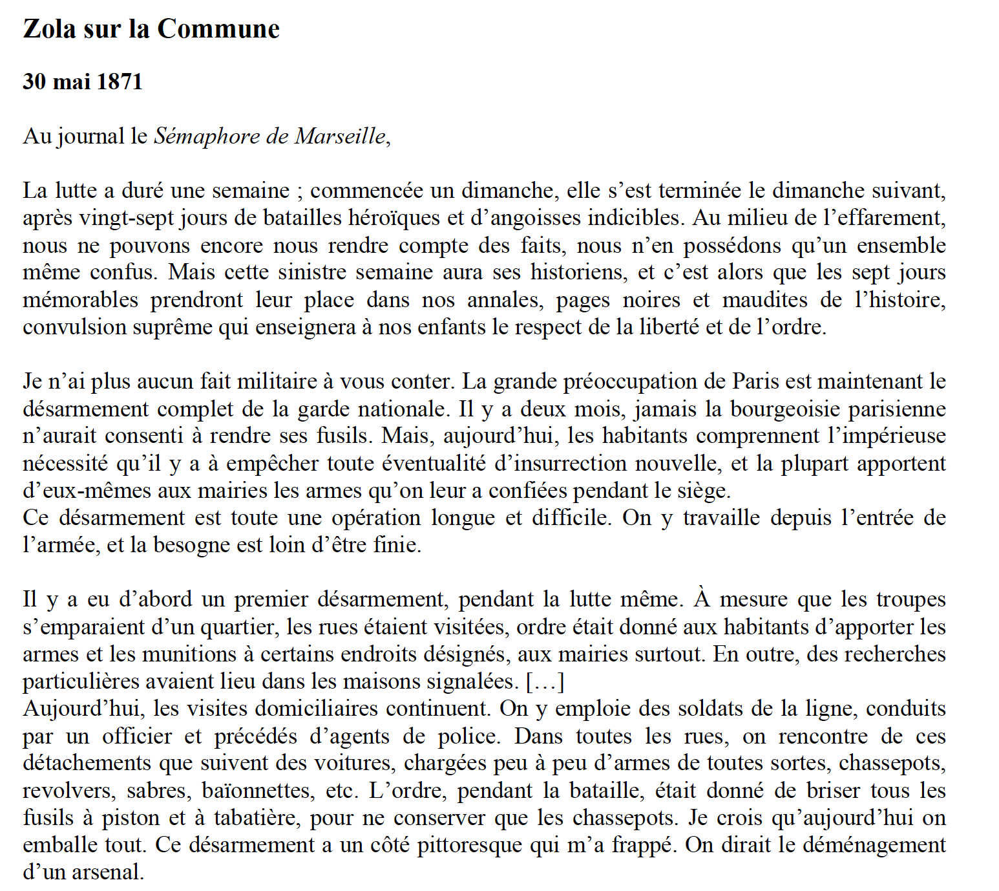 Zola sur la Commune
30 mai 1871
Au journal le Sémaphore de Marseille,
La lutte a duré une semaine ; commencée un dimanche, elle s’est terminée le dimanche suivant,
après vingt-sept jours de batailles héroïques et d’angoisses indicibles. Au milieu de l’effarement,
nous ne pouvons encore nous rendre compte des faits, nous n’en possédons qu’un ensemble
même confus. Mais cette sinistre semaine aura ses historiens, et c’est alors que les sept jours
mémorables prendront leur place dans nos annales, pages noires et maudites de l’histoire,
convulsion suprême qui enseignera à nos enfants le respect de la liberté et de l’ordre.
Je n’ai plus aucun fait militaire à vous conter. La grande préoccupation de Paris est maintenant le
désarmement complet de la garde nationale. Il y a deux mois, jamais la bourgeoisie parisienne
n’aurait consenti à rendre ses fusils. Mais, aujourd’hui, les habitants comprennent l’impérieuse
nécessité qu’il y a à empêcher toute éventualité d’insurrection nouvelle, et la plupart apportent
d’eux-mêmes aux mairies les armes qu’on leur a confiées pendant le siège.
Ce désarmement est toute une opération longue et difficile. On y travaille depuis l’entrée de
l’armée, et la besogne est loin d’être finie.
Il y a eu d’abord un premier désarmement, pendant la lutte même. À mesure que les troupes
s’emparaient d’un quartier, les rues étaient visitées, ordre était donné aux habitants d’apporter les
armes et les munitions à certains endroits désignés, aux mairies surtout. En outre, des recherches
particulières avaient lieu dans les maisons signalées. […]
Aujourd’hui, les visites domiciliaires continuent. On y emploie des soldats de la ligne, conduits
par un officier et précédés d’agents de police. Dans toutes les rues, on rencontre de ces
détachements que suivent des voitures, chargées peu à peu d’armes de toutes sortes, chassepots,
revolvers, sabres, baïonnettes, etc. L’ordre, pendant la bataille, était donné de briser tous les
fusils à piston et à tabatière, pour ne conserver que les chassepots. Je crois qu’aujourd’hui on
emballe tout. Ce désarmement a un côté pittoresque qui m’a frappé. On dirait le déménagement
d’un arsenal.